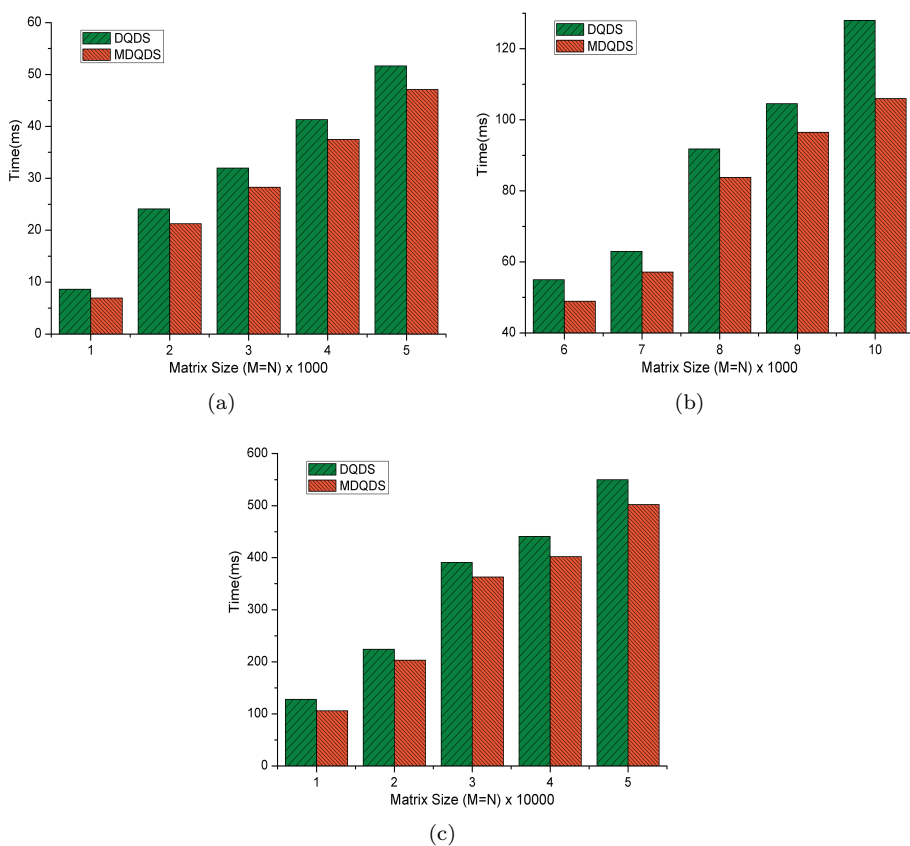 60
50
40
30
20
10
0
Time(ms)
DQDS
MDQDS
1 2 3 4 5
Matrix Size (M=N) x 1000
(a)
120
100
80
60
40
Time(ms)
DQDS
MDQDS
6 7 8 9 10
Matrix Size (M=N) x 1000
(b)
600
500
400
300
200
100
0
Time(ms)
DQDS
MDQDS
1 2 3 4 5
Matrix Size (M=N) x 10000
(c)